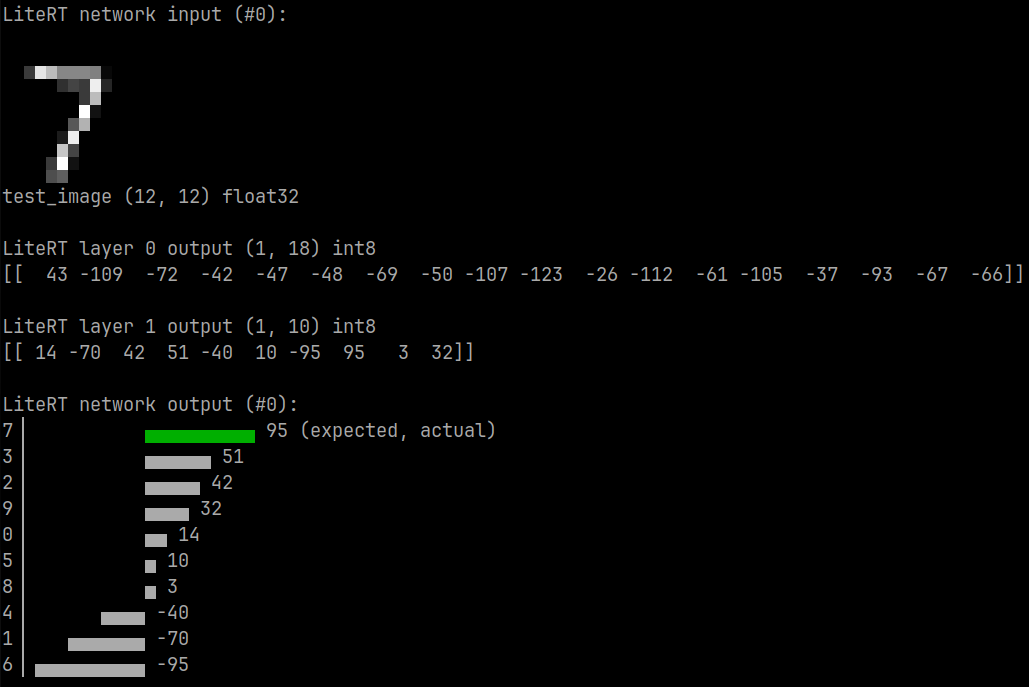 LiteRT network input (#0):
7
test_image (12, 12) float32
LiteRT layer 0 output (1, 18) int8
[[  43 -109  -72  -42  -47  -48  -69  -50 -107 -123  -26 -112  -61 -105  -37  -93  -67  -66]]
LiteRT layer 1 output (1, 10) int8
[[ 14 -70  42  51 -40  10 -95  95   3  32]]
LiteRT network output (#0):
7 95 (expected, actual)
3 51
2 42
9 32
0 14
5 10
8 3
4 -40
1 -70
6 -95